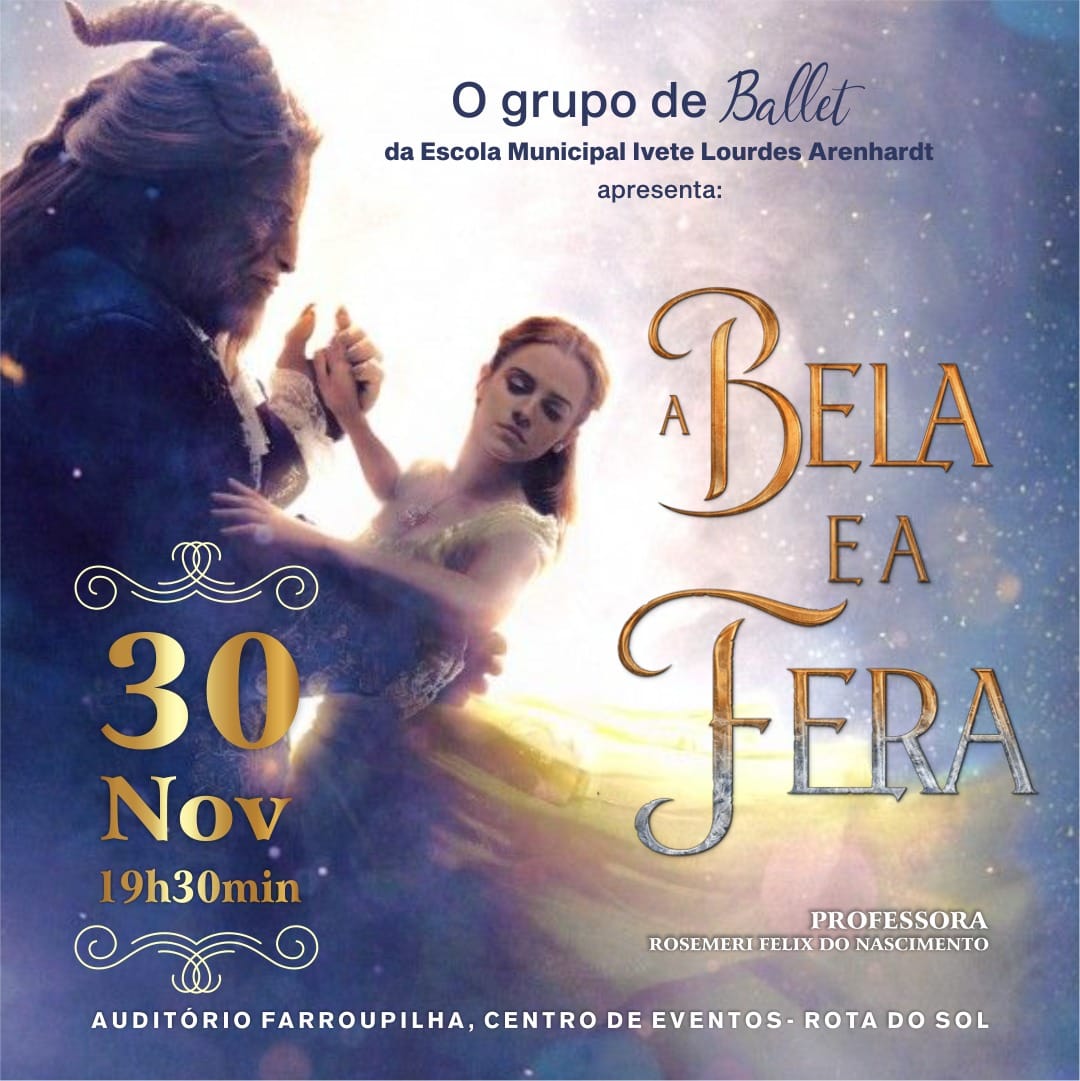 O grupo de Ballet
da Escola Municipal Ivete Lourdes Arenhardt
apresenta:
A BELA
E A
FERA
30
Nov
19h30min
PROFESSORA
ROSEMERI FELIX DO NASCIMENTO
AUDITÓRIO FARROUPILHA, CENTRO DE EVENTOS- ROTA DO SOL